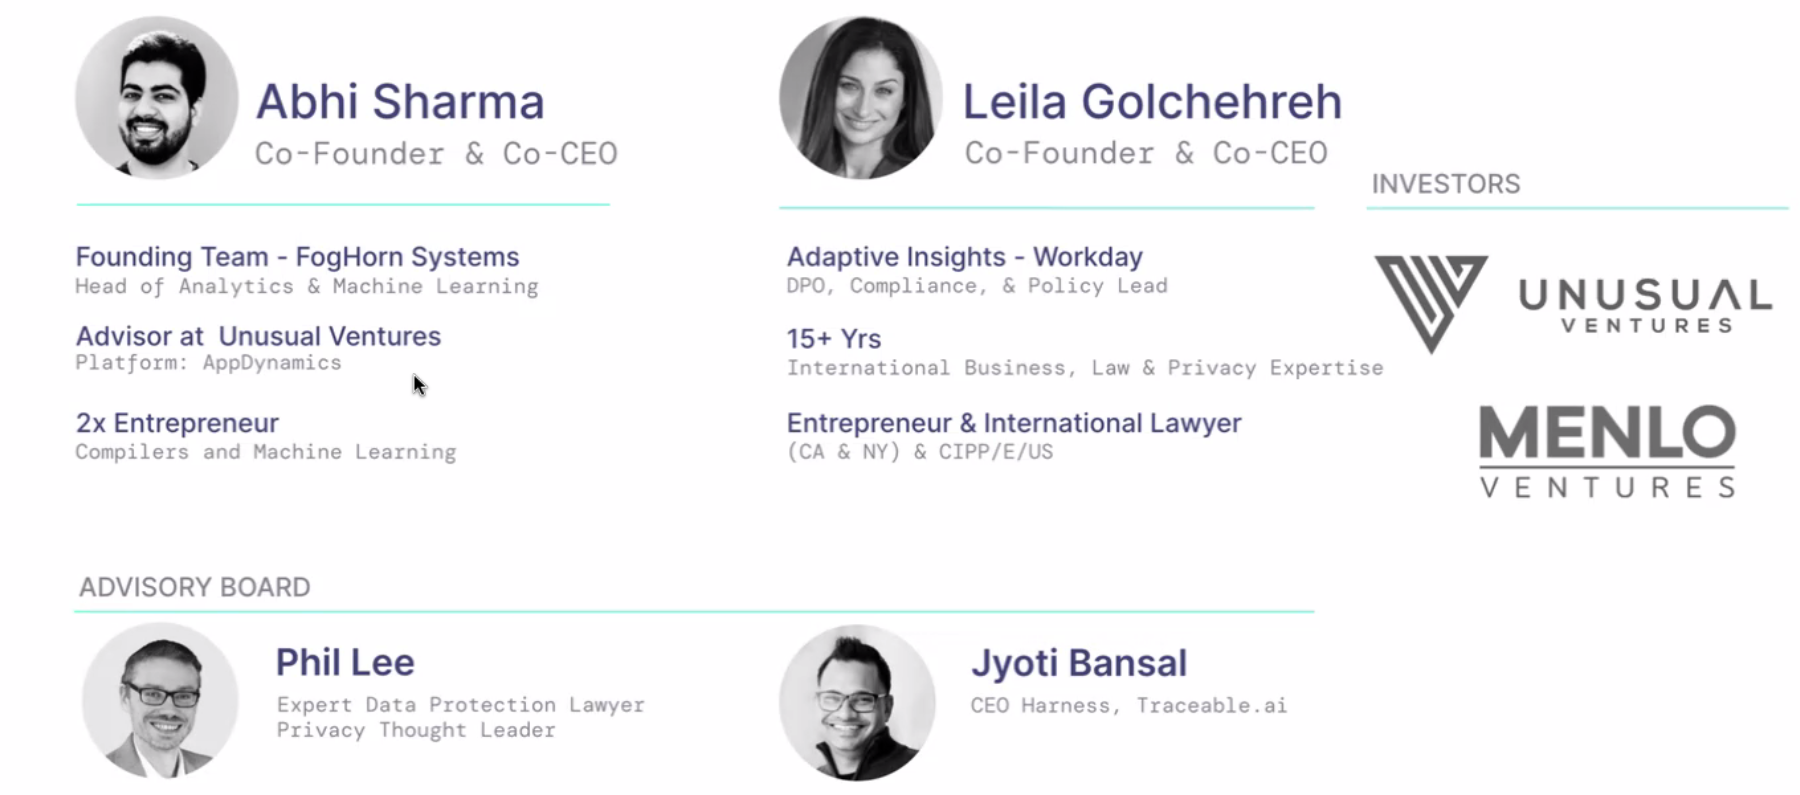 Abhi Sharma
Co-Founder & Co-CEO
Founding Team - FogHorn Systems
Head of Analytics & Machine Learning
Advisor at Unusual Ventures
Platform: AppDynamics
2x Entrepreneur
Compilers and Machine Learning
Leila Golchehreh
Co-Founder & Co-CEO
Adaptive Insights - Workday
DPO, Compliance, & Policy Lead
15+ Yrs
International Business, Law & Privacy Expertise
Entrepreneur & International Lawyer
(CA & NY) & CIPP/E/US
INVESTORS
UNUSUAL
VENTURES
MENLO
VENTURES
ADVISORY BOARD
Phil Lee
Expert Data Protection Lawyer
Privacy Thought Leader
Jyoti Bansal
CEO Harness, Traceable.ai